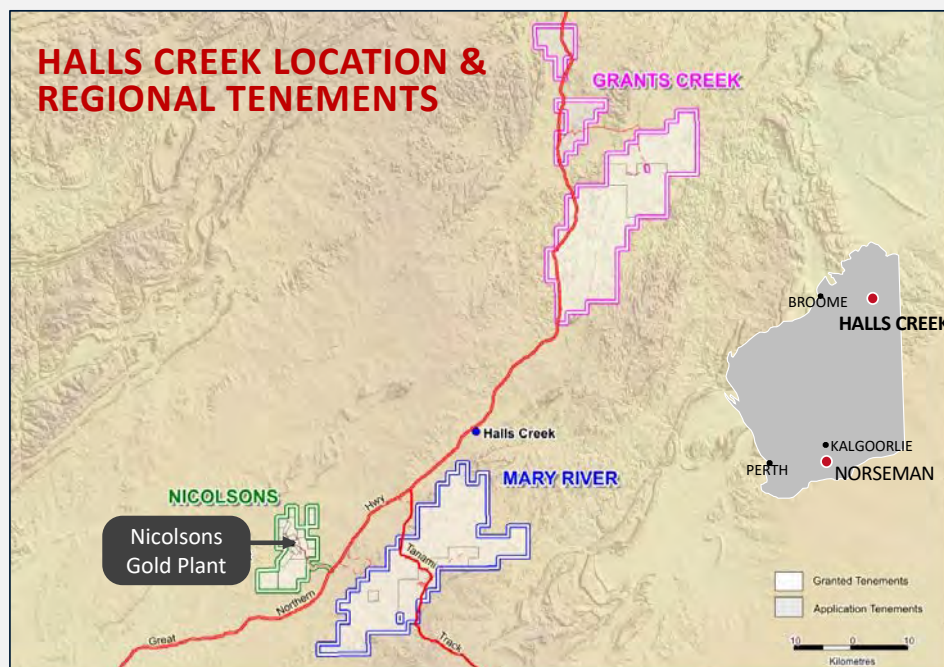 HALLS CREEK LOCATION &
REGIONAL TENEMENTS
GRANTS CREEK
BROOME
HALLS CREEK
KALGOORLIE
PERTH
NORSEMAN
Halls Creek
MARY RIVER
NICOLSONS
Nicolsons
Gold Plant
Hwy
Northern
Great
Tanami
Track
Granted Tenements
Application Tenements
10 0 10
Kilometres